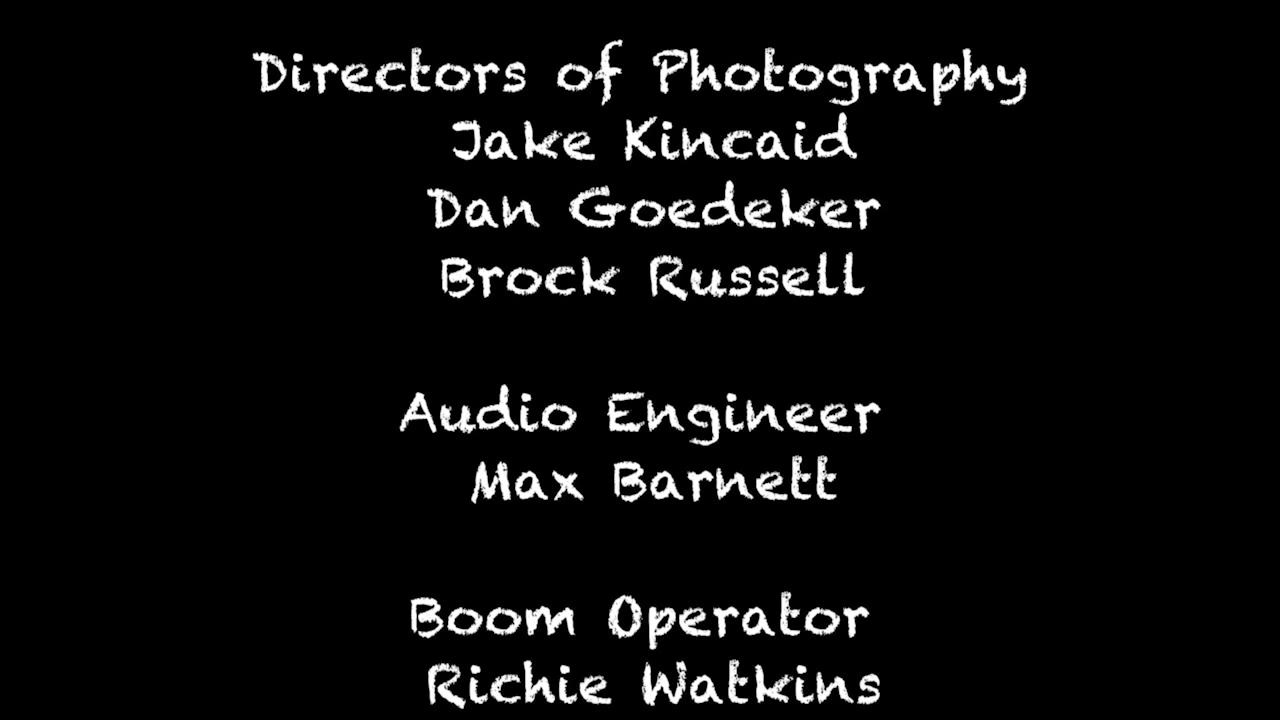 Directors of Photography
Jake Kincaid
Dan Goedeker
Brock Russell
Audio Engineer
Max Barnett
Boom Operator
Richie Watkins